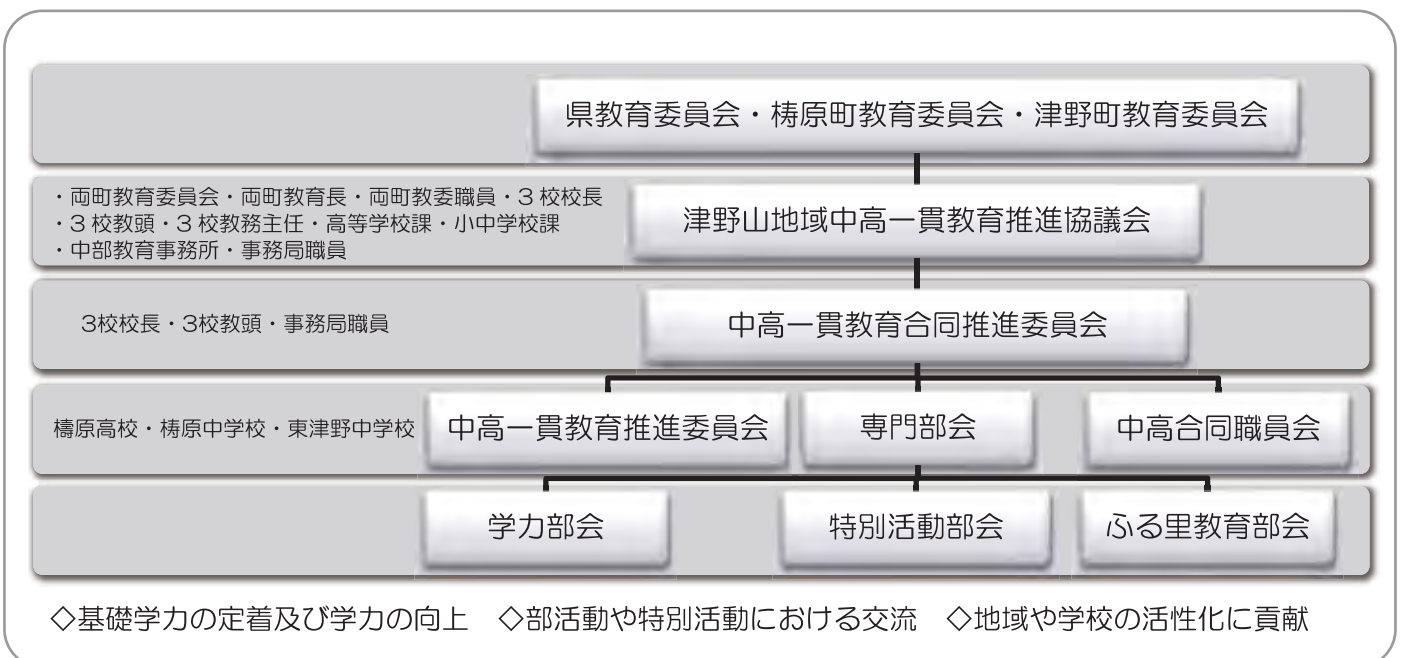 県教育委員会・梼原町教育委員会・津野町教育委員会
・両町教育委員会・両町教育長・両町教委職員・3 校校長
・3 校教頭・3 校教務主任・高等学校課・小中学校課
・中部教育事務所・事務局職員
津野山地域中高一貫教育推進協議会
3校校長・3校教頭・事務局職員
中高一貫教育合同推進委員会
檮原高校・梼原中学校・東津野中学校
中高一貫教育推進委員会
専門部会
中高合同職員会
学力部会
特別活動部会
ふる里教育部会
◇基礎学力の定着及び学力の向上　◇部活動や特別活動における交流　◇地域や学校の活性化に貢献